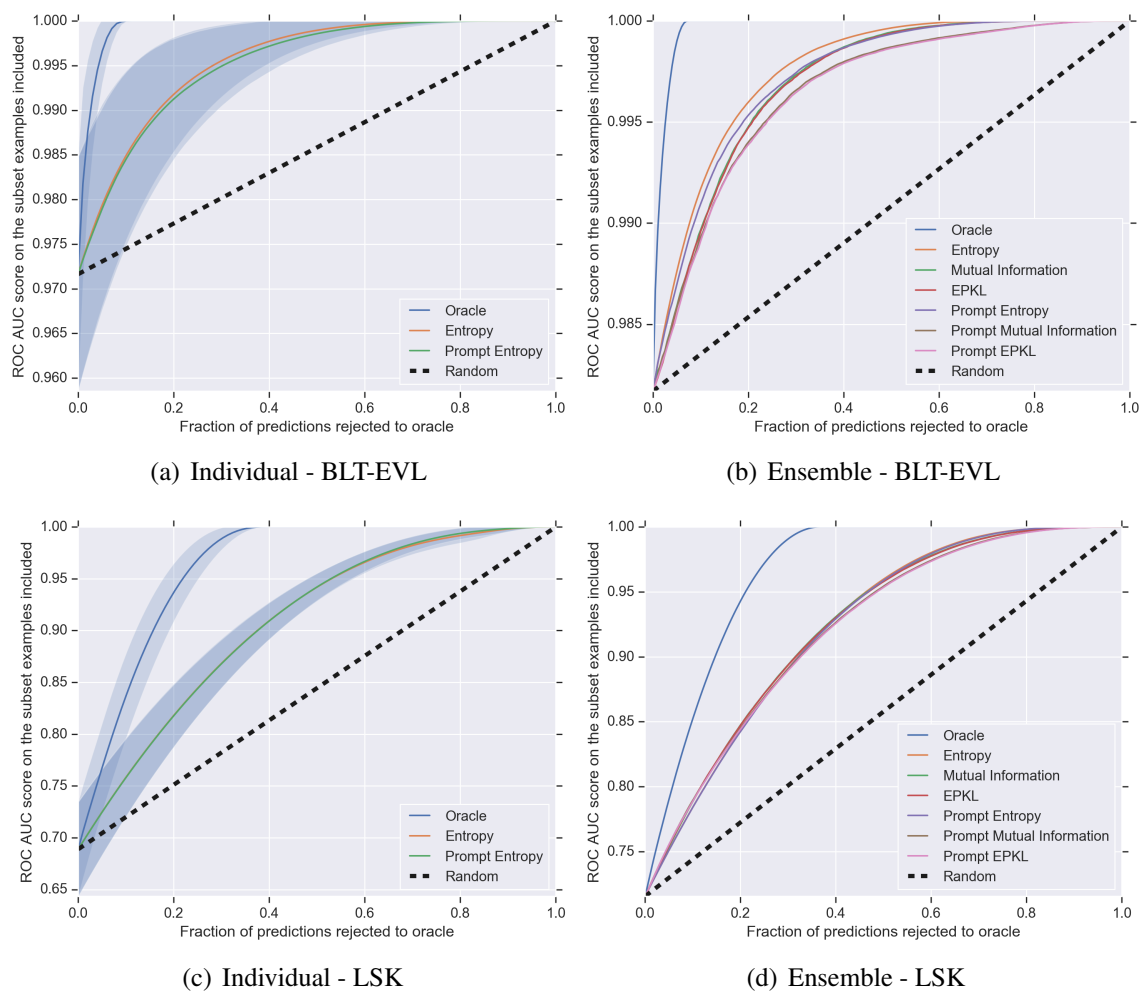 1.000
0.995
0.990
0.985
0.980
0.975
0.970
0.965
0.960
ROC AUC score on the subset examples included
0.0 0.2 0.4 0.6 0.8 1.0
Fraction of predictions rejected to oracle
Oracle
Entropy
Prompt Entropy
Random
(a) Individual - BLT-EVL
1.000
0.995
0.990
0.985
ROC AUC score on the subset examples included
0.0 0.2 0.4 0.6 0.8 1.0
Fraction of predictions rejected to oracle
Oracle
Entropy
Mutual Information
EPKL
Prompt Entropy
Prompt Mutual Information
Prompt EPKL
Random
(b) Ensemble - BLT-EVL
1.00
0.95
0.90
0.85
0.80
0.75
0.70
0.65
ROC AUC score on the subset examples included
0.0 0.2 0.4 0.6 0.8 1.0
Fraction of predictions rejected to oracle
Oracle
Entropy
Prompt Entropy
Random
(c) Individual - LSK
1.00
0.95
0.90
0.85
0.80
0.75
ROC AUC score on the subset examples included
0.0 0.2 0.4 0.6 0.8 1.0
Fraction of predictions rejected to oracle
Oracle
Entropy
Mutual Information
EPKL
Prompt Entropy
Prompt Mutual Information
Prompt EPKL
Random
(d) Ensemble - LSK